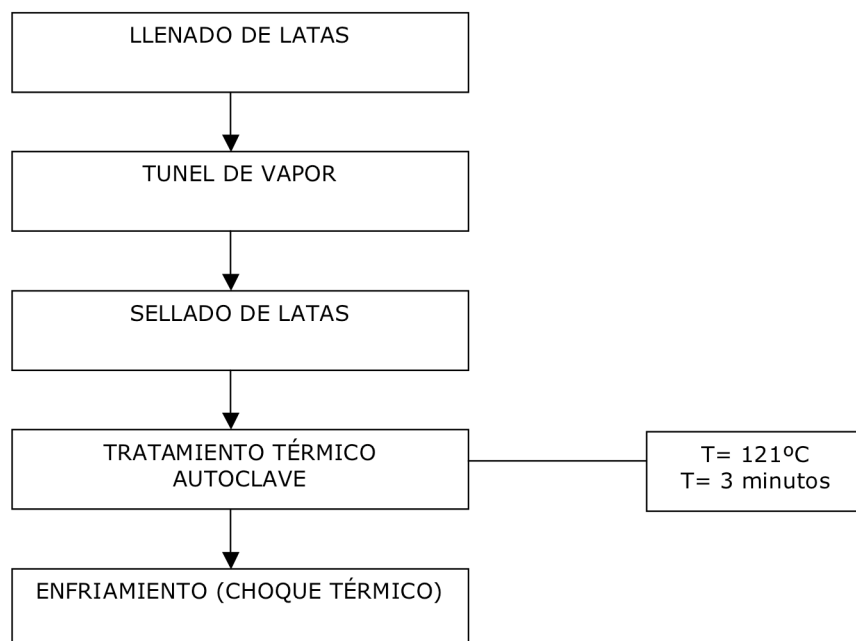 LLENADO DE LATAS
TUNEL DE VAPOR
SELLADO DE LATAS
TRATAMIENTO TÉRMICO
AUTOCLAVE
T= 121ºC
T= 3 minutos
ENFRIAMIENTO (CHOQUE TÉRMICO)